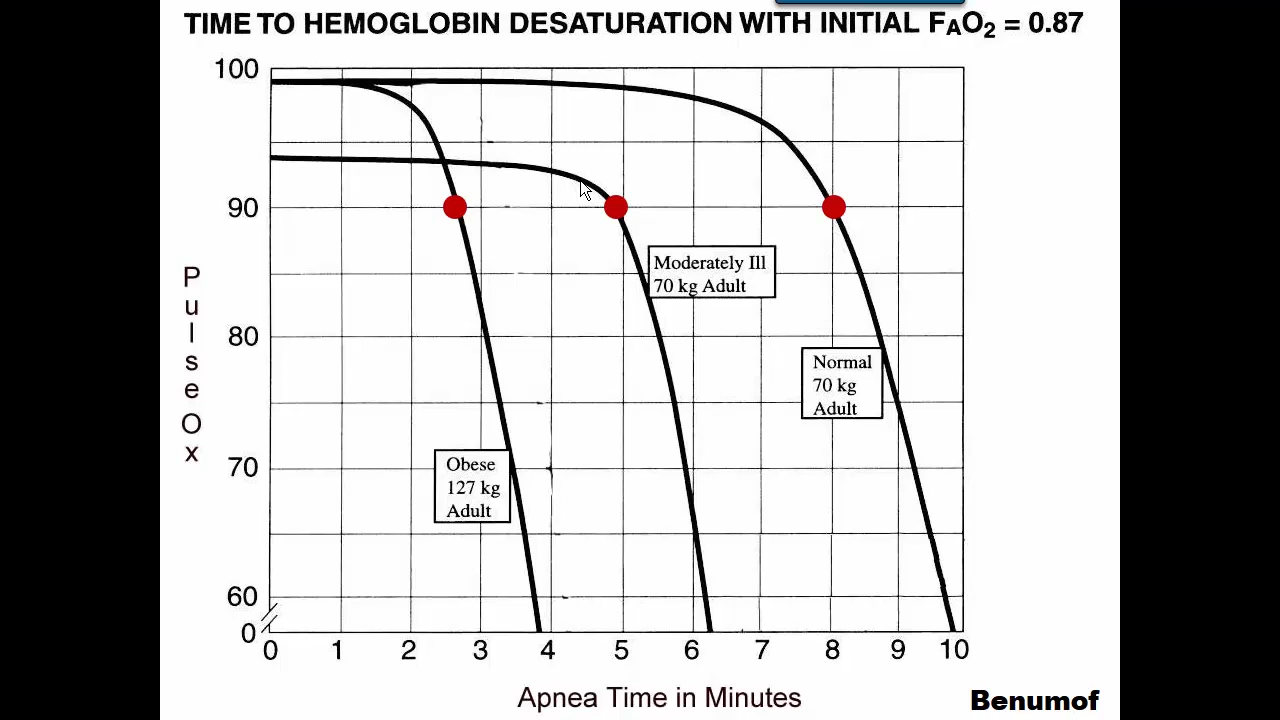 TIME TO HEMOGLOBIN DESATURATION WITH INITIAL FAO2 = 0.87
100
90
80
70
60
0
PulseOx
Moderately Ill
70 kg Adult
Normal
70 kg
Adult
Obese
127 kg
Adult
0 1 2 3 4 5 6 7 8 9 10
Apnea Time in Minutes
Benumof